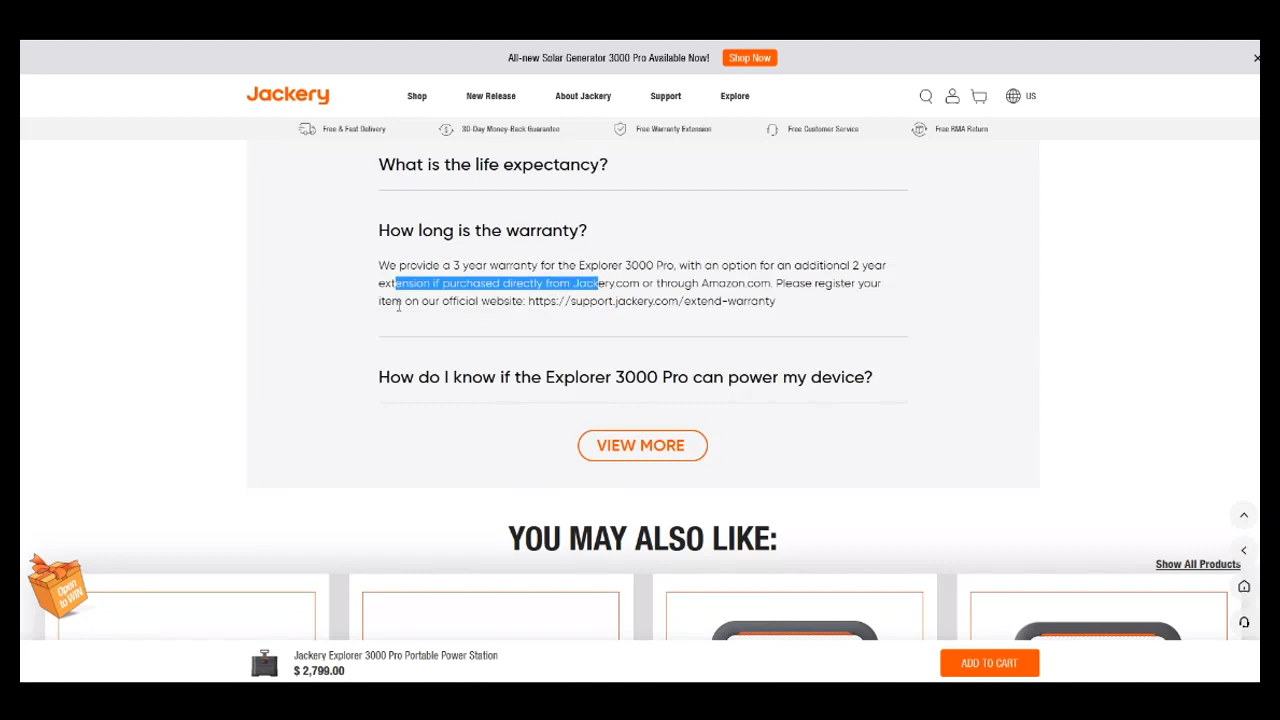 All-new Solar Generator 3000 Pro Available Now! Shop Now
Jackery Shop New Release About Jackery Support Explore US
Free & Fast Delivery 30-Day Money-Back Guarantee Free Warranty Extension Free Customer Service Free RMA Return
What is the life expectancy?
How long is the warranty?
We provide a 3 year warranty for the Explorer 3000 Pro, with an option for an additional 2 year
extension if purchased directly from Jackery.com or through Amazon.com. Please register your
item on our official website: https://support.jackery.com/extend-warranty
How do I know if the Explorer 3000 Pro can power my device?
VIEW MORE
YOU MAY ALSO LIKE:
Show All Products
Open
to WIN
Jackery Explorer 3000 Pro Portable Power Station
$ 2,799.00
ADD TO CART